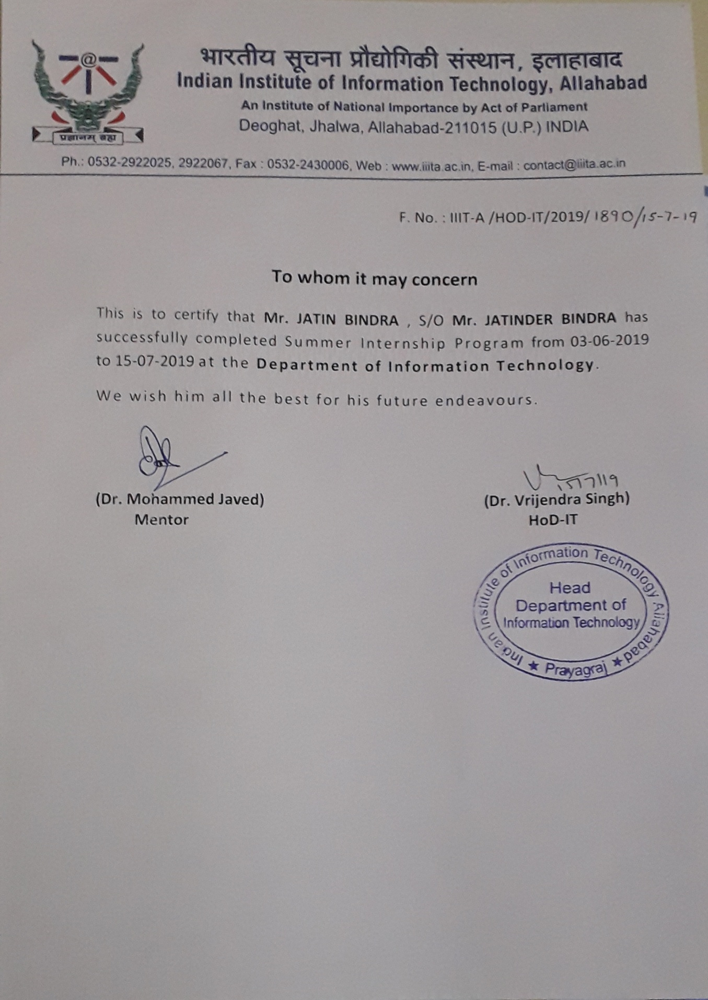 @
प्रज्ञानम् ब्रह्म
भारतीय सूचना प्रौद्योगिकी संस्थान, इलाहाबाद
Indian Institute of Information Technology, Allahabad
An Institute of National Importance by Act of Parliament
Deoghat, Jhalwa, Allahabad-211015 (U.P.) INDIA
Ph.: 0532-2922025, 2922067, Fax : 0532-2430006, Web : www.iiita.ac.in, E-mail : contact@iiita.ac.in
F. No. : IIIT-A /HOD-IT/2019/ 1890/15-7-19
To whom it may concern
This is to certify that Mr. JATIN BINDRA , S/O Mr. JATINDER BINDRA has
successfully completed Summer Internship Program from 03-06-2019
to 15-07-2019 at the Department of Information Technology.
We wish him all the best for his future endeavours.
15/7/19
(Dr. Mohammed Javed)
Mentor
(Dr. Vrijendra Singh)
HoD-IT
Indian Institute of Information Technology Allahabad
Head
Department of
Information Technology
★ Prayagraj ★